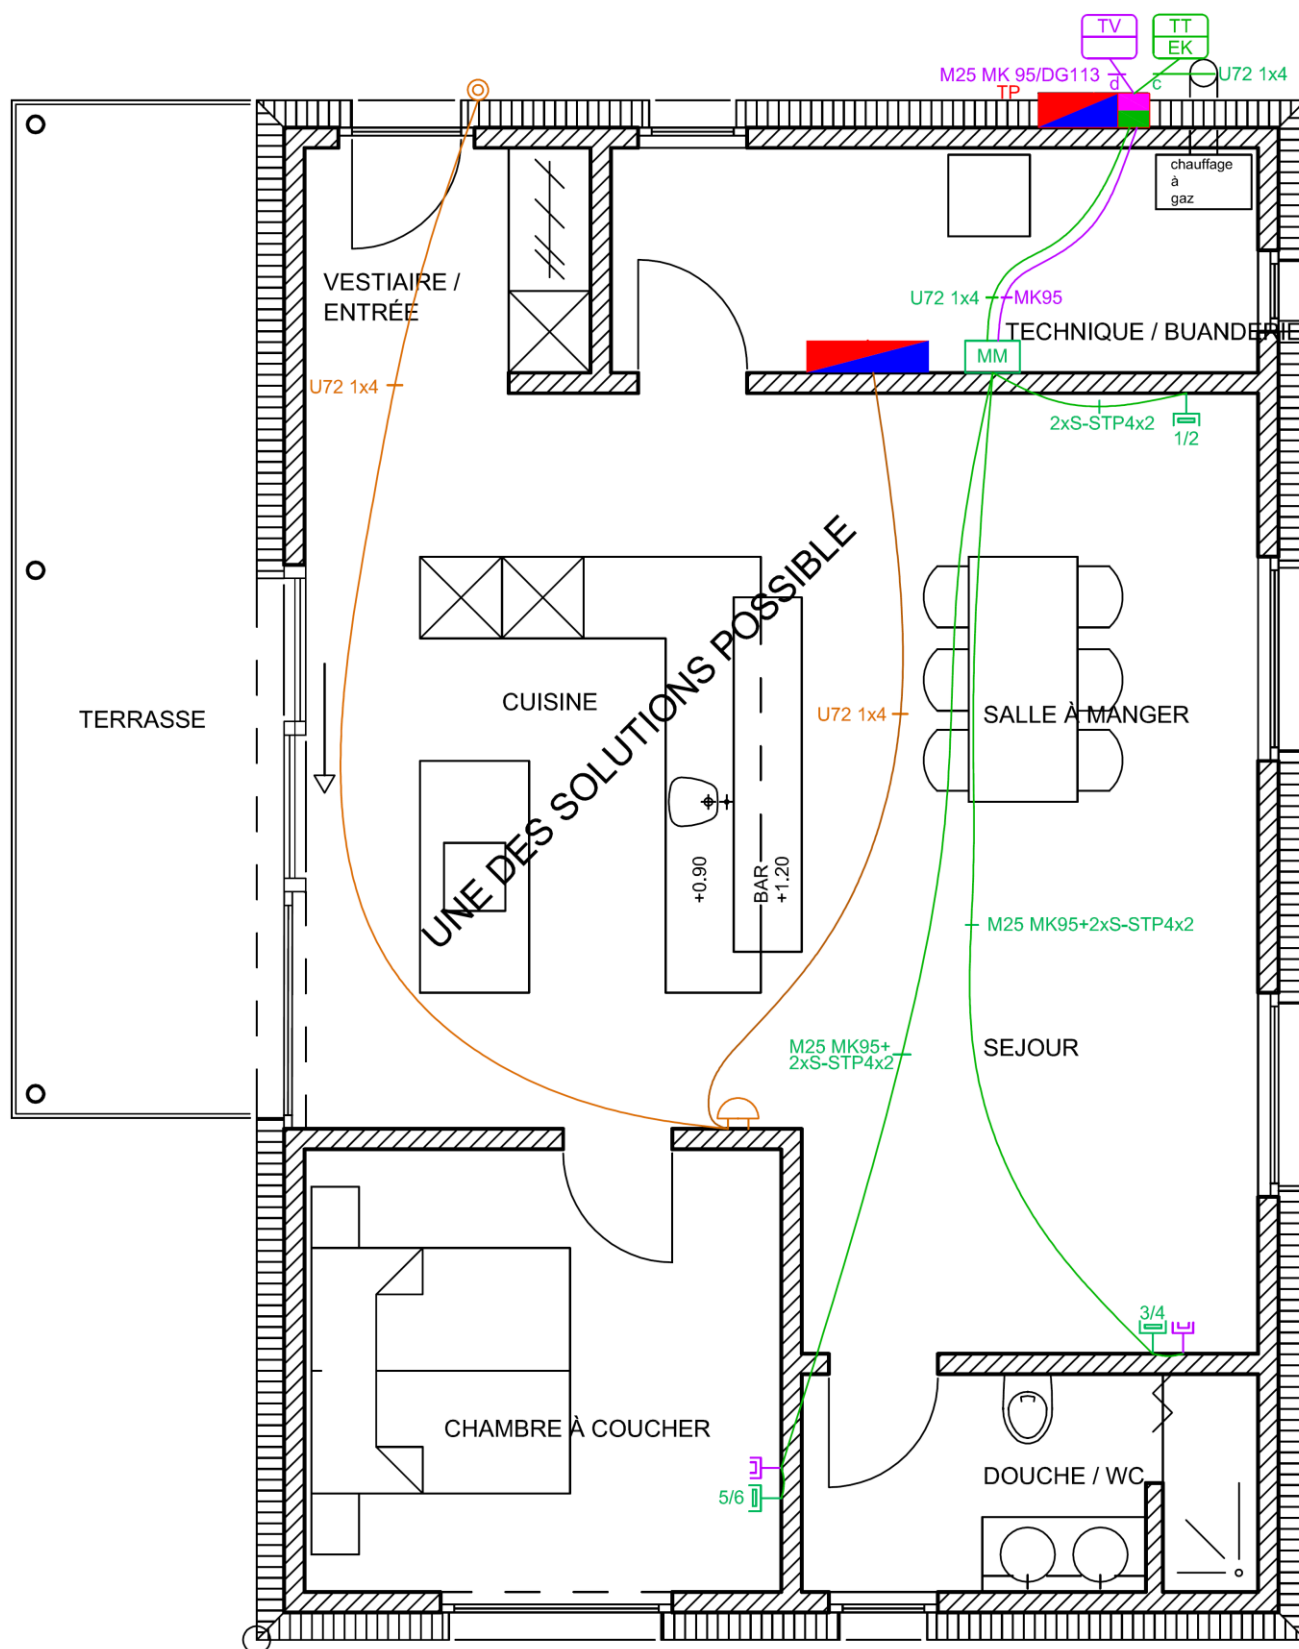 TV
TT
EK
M25 MK 95/DG113
d
c
U72 1x4
TP
chauffage
à
gaz
VESTIAIRE /
ENTRÉE
U72 1x4
MK95
TECHNIQUE / BUANDERIE
MM
U72 1x4
2xS-STP4x2
1/2
UNE DES SOLUTIONS POSSIBLE
CUISINE
TERRASSE
U72 1x4
SALLE À MANGER
+0.90
BAR
+1.20
M25 MK95+2xS-STP4x2
M25 MK95+
2xS-STP4x2
SEJOUR
3/4
CHAMBRE À COUCHER
DOUCHE / WC
5/6